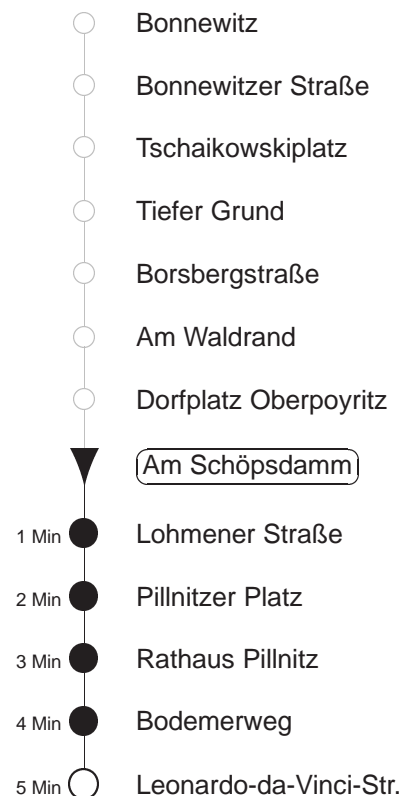 Bonnewitz
Bonnewitzer Straße
Tschaikowskiplatz
Tiefer Grund
Borsbergstraße
Am Waldrand
Dorfplatz Oberpoyritz
Am Schöpsdamm
1 Min Lohmener Straße
2 Min Pillnitzer Platz
3 Min Rathaus Pillnitz
4 Min Bodemerweg
5 Min Leonardo-da-Vinci-Str.